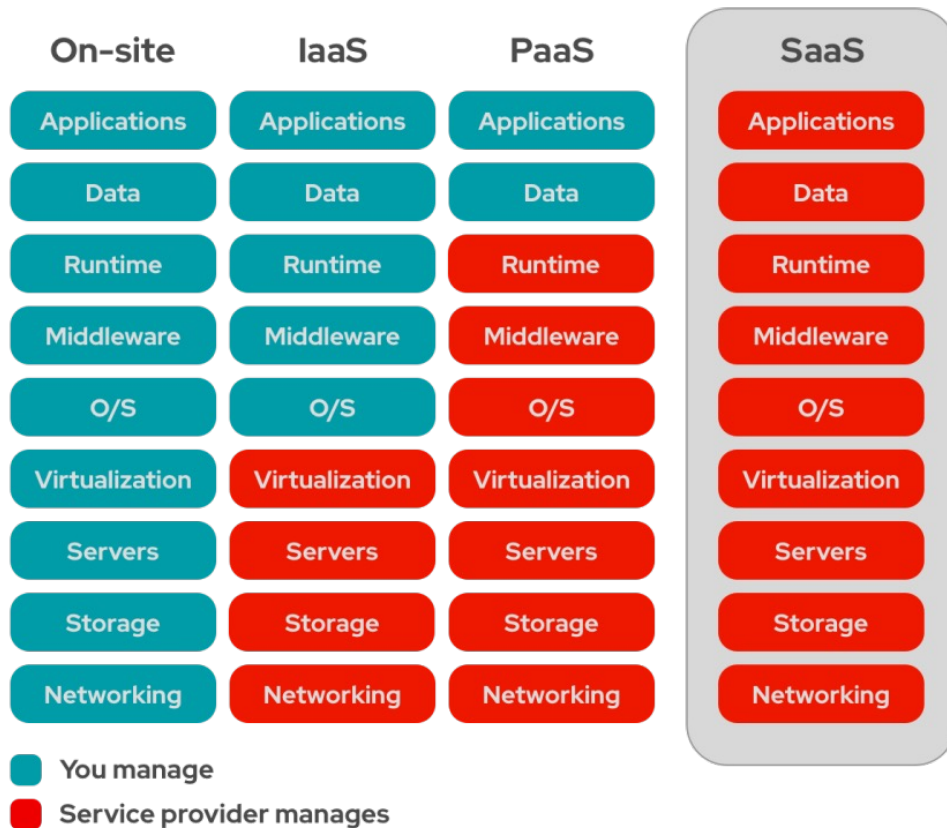 On-site IaaS PaaS SaaS
Applications Applications Applications Applications
Data Data Data Data
Runtime Runtime Runtime Runtime
Middleware Middleware Middleware Middleware
O/S O/S O/S O/S
Virtualization Virtualization Virtualization Virtualization
Servers Servers Servers Servers
Storage Storage Storage Storage
Networking Networking Networking Networking
You manage
Service provider manages